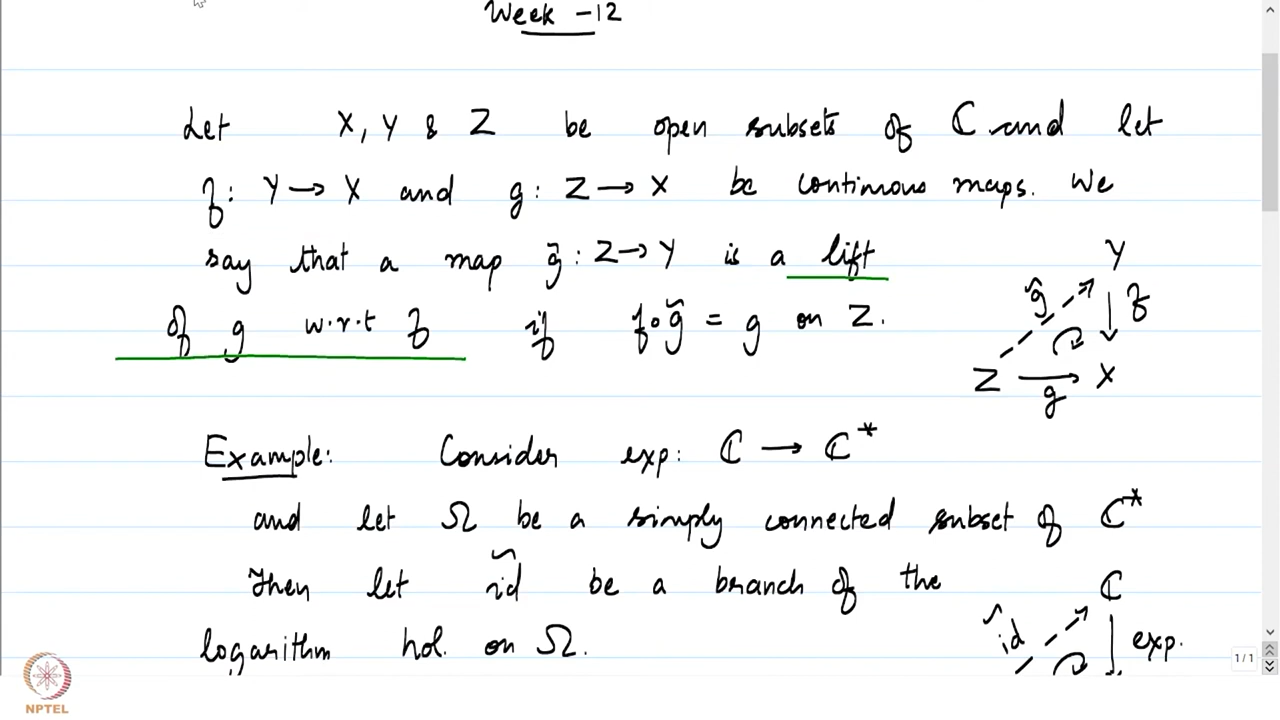 Week -12
Let X, Y & Z be open subsets of ℂ and let
f: Y → X and g: Z → X be continuous maps. We
say that a map g̃: Z → Y is a lift
of g w.r.t f if f∘g̃ = g on Z.
Y
g̃ f
Z → X
g
Example: Consider exp: ℂ → ℂ*
and let Ω be a simply connected subset of ℂ*
Then let ĩd be a branch of the
logarithm hol. on Ω.
ℂ
ĩd exp.
1/1
NPTEL